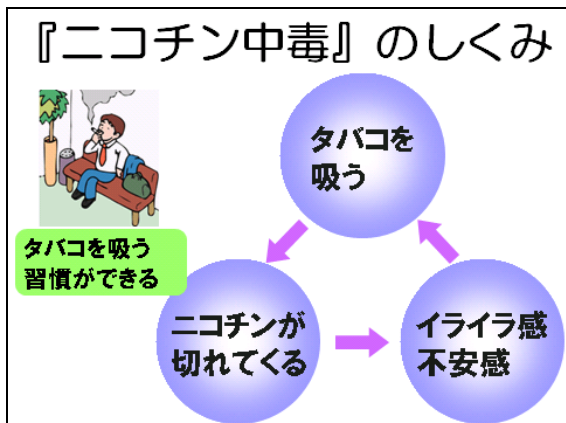 『ニコチン中毒』のしくみ
タバコを
吸う
タバコを吸う
習慣ができる
ニコチンが
切れてくる
イライラ感
不安感